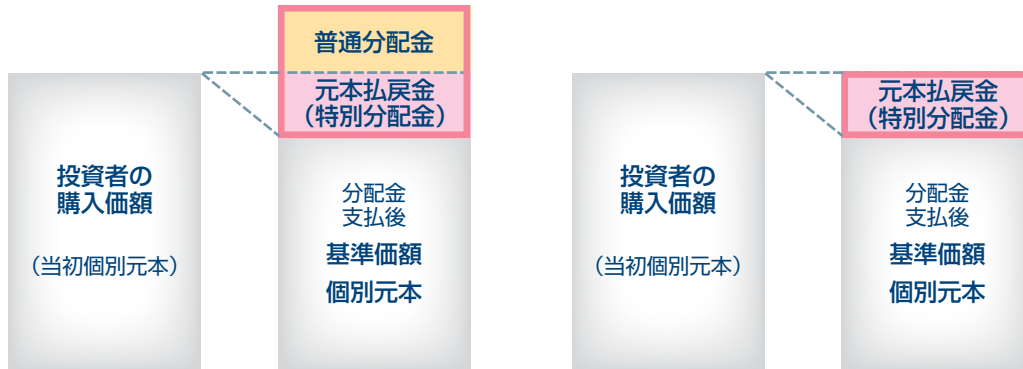 普通分配金
元本払戻金
（特別分配金）
投資者の
購入価額
（当初個別元本）
分配金
支払後
基準価額
個別元本
元本払戻金
（特別分配金）
投資者の
購入価額
（当初個別元本）
分配金
支払後
基準価額
個別元本